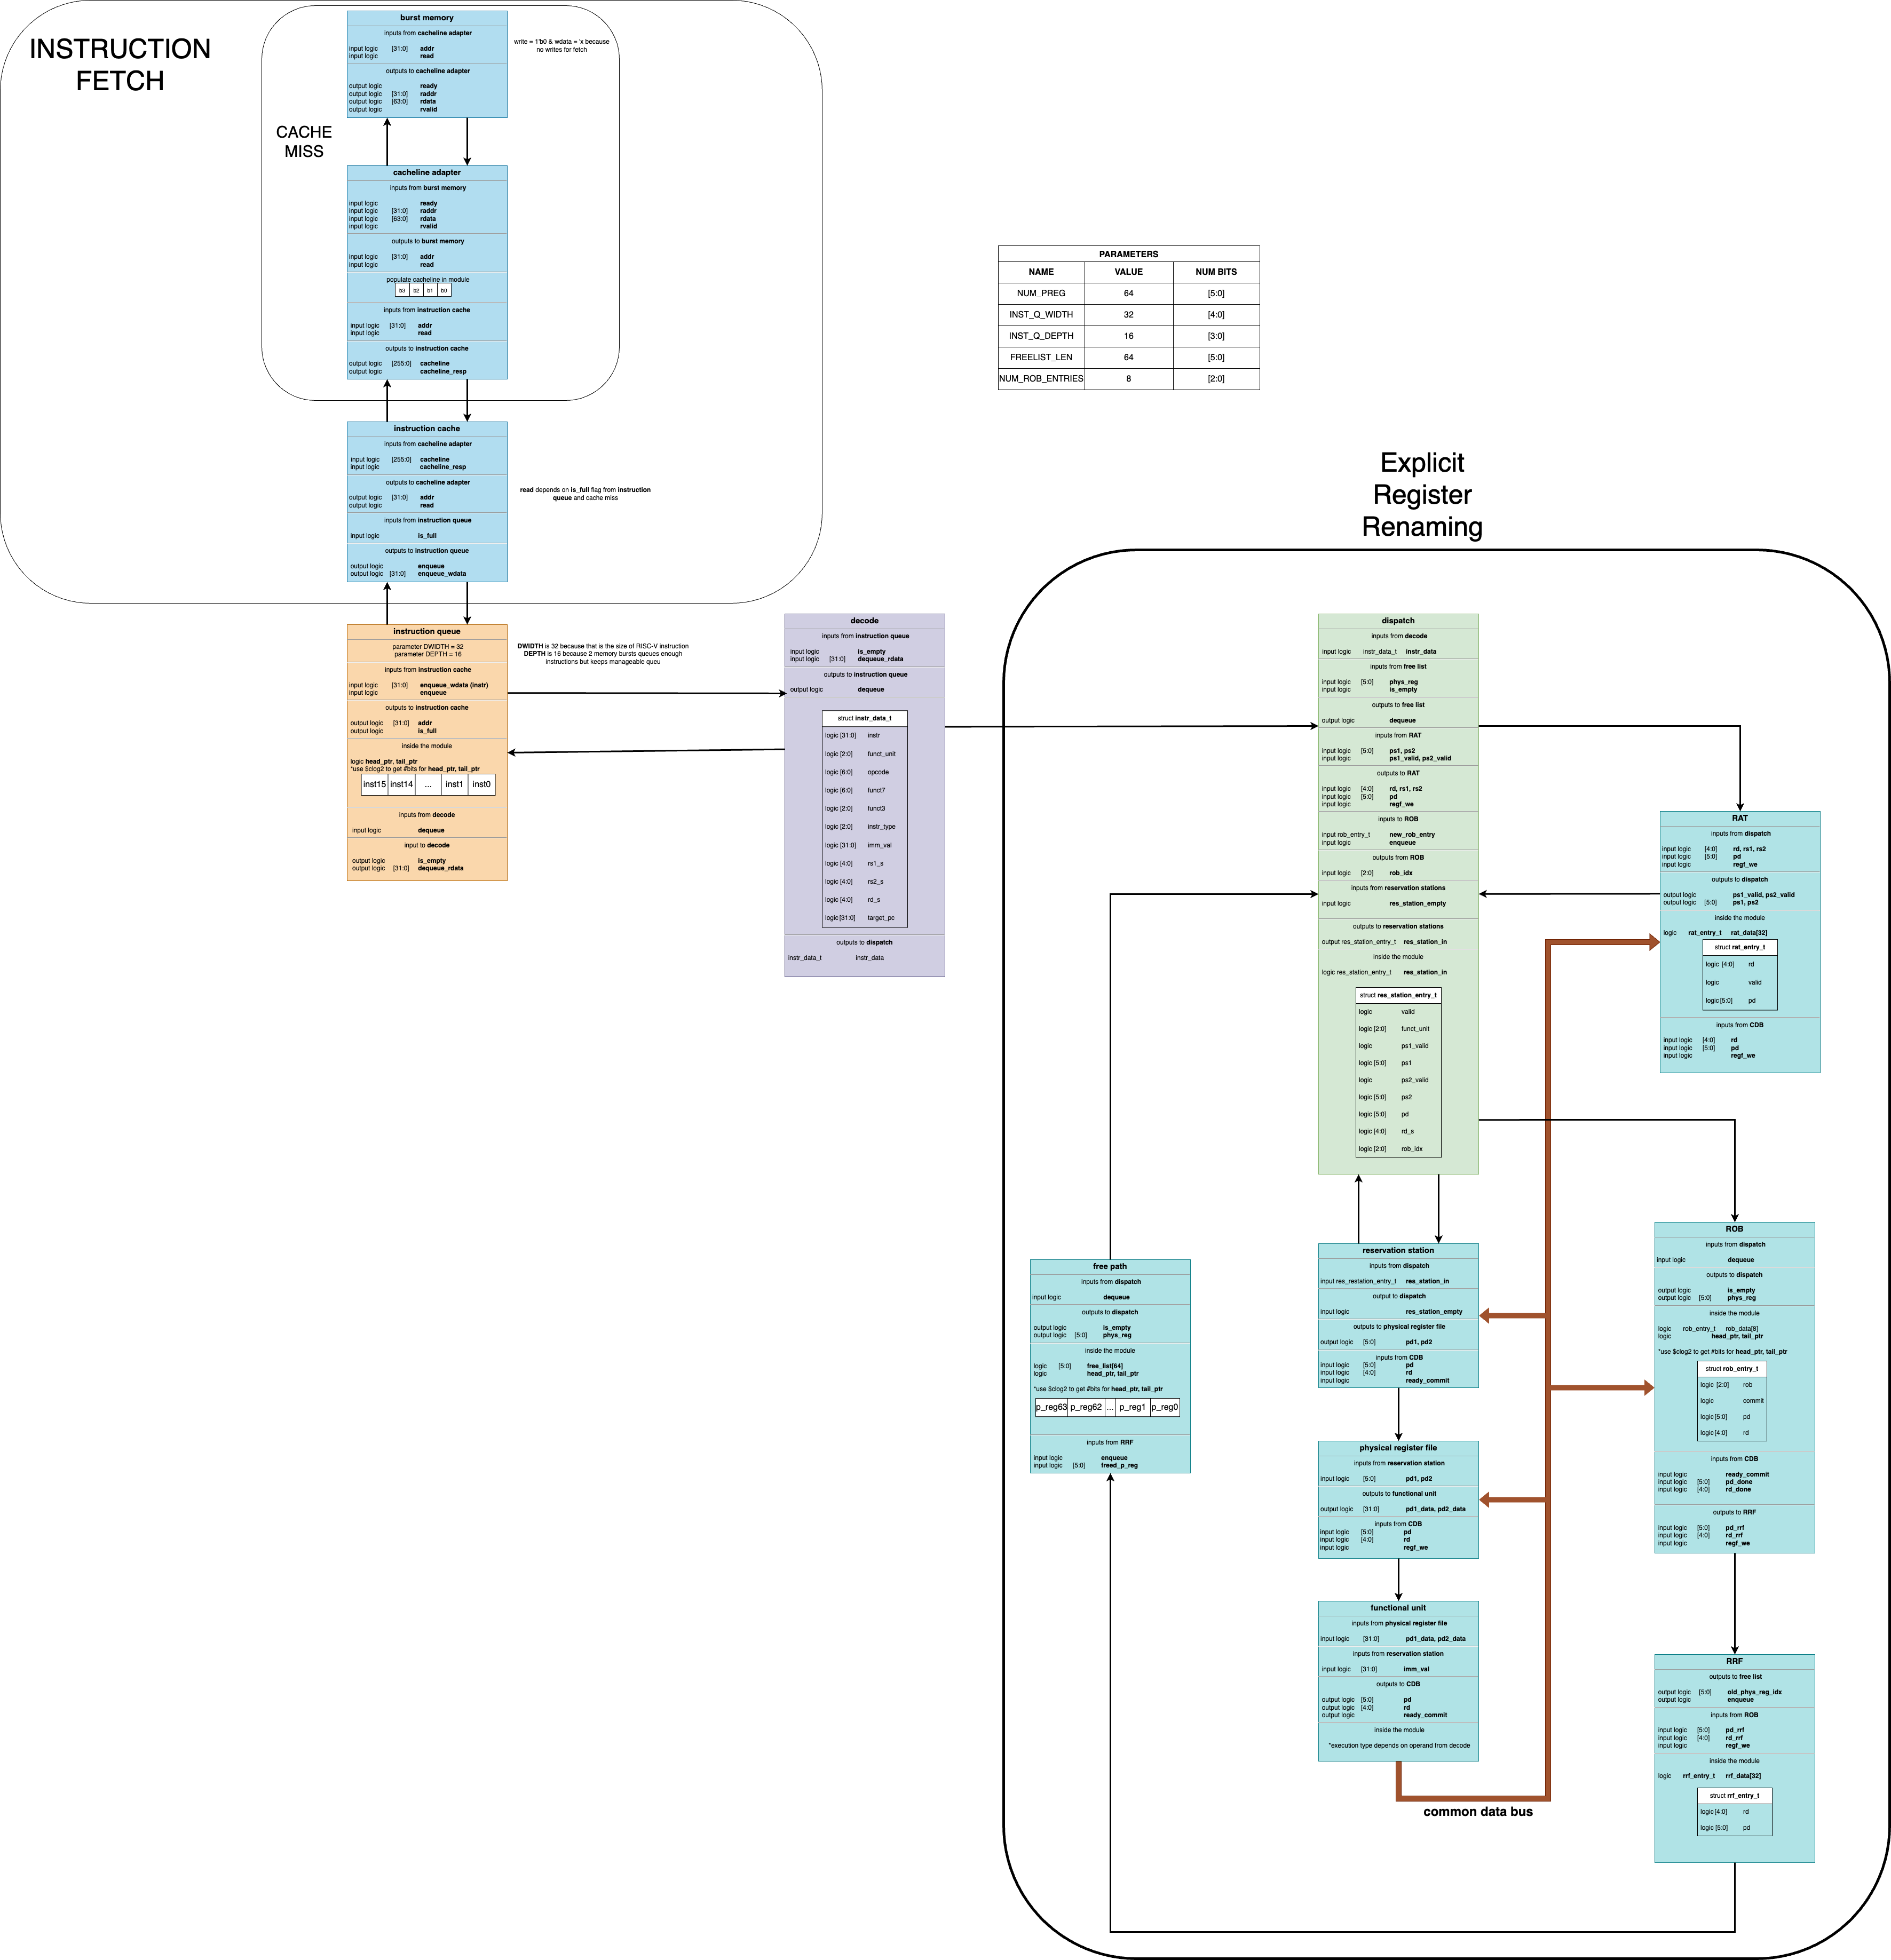 INSTRUCTION
FETCH
CACHE
MISS
burst memory
inputs from cacheline adapter
input logic [31:0] addr
input logic read
outputs to cacheline adapter
output logic ready
output logic [31:0] raddr
output logic [63:0] rdata
output logic rvalid
write = 1'b0 & wdata = 'x because
no writes for fetch
cacheline adapter
inputs from burst memory
input logic ready
input logic [31:0] raddr
input logic [63:0] rdata
input logic rvalid
outputs to burst memory
input logic [31:0] addr
input logic read
populate cacheline in module
b3 b2 b1 b0
inputs from instruction cache
input logic [31:0] addr
input logic read
outputs to instruction cache
output logic [255:0] cacheline
output logic cacheline_resp
instruction cache
inputs from cacheline adapter
input logic [255:0] cacheline
input logic cacheline_resp
outputs to cacheline adapter
output logic [31:0] addr
output logic read
inputs from instruction queue
input logic is_full
outputs to instruction queue
output logic enqueue
output logic [31:0] enqueue_wdata
read depends on is_full flag from instruction
queue and cache miss
instruction queue
parameter DWIDTH = 32
parameter DEPTH = 16
inputs from instruction cache
input logic [31:0] enqueue_wdata (instr)
input logic enqueue
outputs to instruction cache
output logic [31:0] addr
output logic is_full
inside the module
logic head_ptr, tail_ptr
*use $clog2 to get #bits for head_ptr, tail_ptr
inst15 inst14 ... inst1 inst0
inputs from decode
input logic dequeue
input to decode
output logic is_empty
output logic [31:0] dequeue_rdata
DWIDTH is 32 because that is the size of RISC-V instruction
DEPTH is 16 because 2 memory bursts queues enough
instructions but keeps manageable queu
decode
inputs from instruction queue
input logic is_empty
input logic [31:0] dequeue_rdata
outputs to instruction queue
output logic dequeue
struct instr_data_t
logic [31:0] instr
logic [2:0] funct_unit
logic [6:0] opcode
logic [6:0] funct7
logic [2:0] funct3
logic [2:0] instr_type
logic [31:0] imm_val
logic [4:0] rs1_s
logic [4:0] rs2_s
logic [4:0] rd_s
logic [31:0] target_pc
outputs to dispatch
instr_data_t instr_data
PARAMETERS
NAME VALUE NUM BITS
NUM_PREG 64 [5:0]
INST_Q_WIDTH 32 [4:0]
INST_Q_DEPTH 16 [3:0]
FREELIST_LEN 64 [5:0]
NUM_ROB_ENTRIES 8 [2:0]
Explicit
Register
Renaming
dispatch
inputs from decode
input logic instr_data_t instr_data
inputs from free list
input logic [5:0] phys_reg
input logic is_empty
outputs to free list
output logic dequeue
inputs from RAT
input logic [5:0] ps1, ps2
input logic ps1_valid, ps2_valid
outputs to RAT
input logic [4:0] rd, rs1, rs2
input logic [5:0] pd
input logic regf_we
inputs to ROB
input rob_entry_t new_rob_entry
input logic enqueue
outputs from ROB
input logic [2:0] rob_idx
inputs from reservation stations
input logic res_station_empty
outputs to reservation stations
output res_station_entry_t res_station_in
inside the module
logic res_station_entry_t res_station_in
struct res_station_entry_t
logic valid
logic [2:0] funct_unit
logic ps1_valid
logic [5:0] ps1
logic ps2_valid
logic [5:0] ps2
logic [5:0] pd
logic [4:0] rd_s
logic [2:0] rob_idx
RAT
inputs from dispatch
input logic [4:0] rd, rs1, rs2
input logic [5:0] pd
input logic regf_we
outputs to dispatch
output logic ps1_valid, ps2_valid
output logic [5:0] ps1, ps2
inside the module
logic rat_entry_t rat_data[32]
struct rat_entry_t
logic [4:0] rd
logic valid
logic [5:0] pd
inputs from CDB
input logic [4:0] rd
input logic [5:0] pd
input logic regf_we
free path
inputs from dispatch
input logic dequeue
outputs to dispatch
output logic is_empty
output logic [5:0] phys_reg
inside the module
logic [5:0] free_list[64]
logic head_ptr, tail_ptr
*use $clog2 to get #bits for head_ptr, tail_ptr
p_reg63 p_reg62 ... p_reg1 p_reg0
inputs from RRF
input logic enqueue
input logic [5:0] freed_p_reg
reservation station
inputs from dispatch
input res_restation_entry_t res_station_in
output to dispatch
input logic res_station_empty
outputs to physical register file
output logic [5:0] pd1, pd2
inputs from CDB
input logic [5:0] pd
input logic [4:0] rd
input logic ready_commit
physical register file
inputs from reservation station
input logic [5:0] pd1, pd2
outputs to functional unit
output logic [31:0] pd1_data, pd2_data
inputs from CDB
input logic [5:0] pd
input logic [4:0] rd
input logic regf_we
functional unit
inputs from physical register file
input logic [31:0] pd1_data, pd2_data
inputs from reservation station
input logic [31:0] imm_val
outputs to CDB
output logic [5:0] pd
output logic [4:0] rd
output logic ready_commit
inside the module
*execution type depends on operand from decode
common data bus
ROB
inputs from dispatch
input logic dequeue
outputs to dispatch
output logic is_empty
output logic [5:0] phys_reg
inside the module
logic rob_entry_t rob_data[8]
logic head_ptr, tail_ptr
*use $clog2 to get #bits for head_ptr, tail_ptr
struct rob_entry_t
logic [2:0] rob
logic commit
logic [5:0] pd
logic [4:0] rd
inputs from CDB
input logic ready_commit
input logic [5:0] pd_done
input logic [4:0] rd_done
outputs to RRF
input logic [5:0] pd_rrf
input logic [4:0] rd_rrf
input logic regf_we
RRF
outputs to free list
output logic [5:0] old_phys_reg_idx
output logic enqueue
inputs from ROB
input logic [5:0] pd_rrf
input logic [4:0] rd_rrf
input logic regf_we
inside the module
logic rrf_entry_t rrf_data[32]
struct rrf_entry_t
logic [4:0] rd
logic [5:0] pd